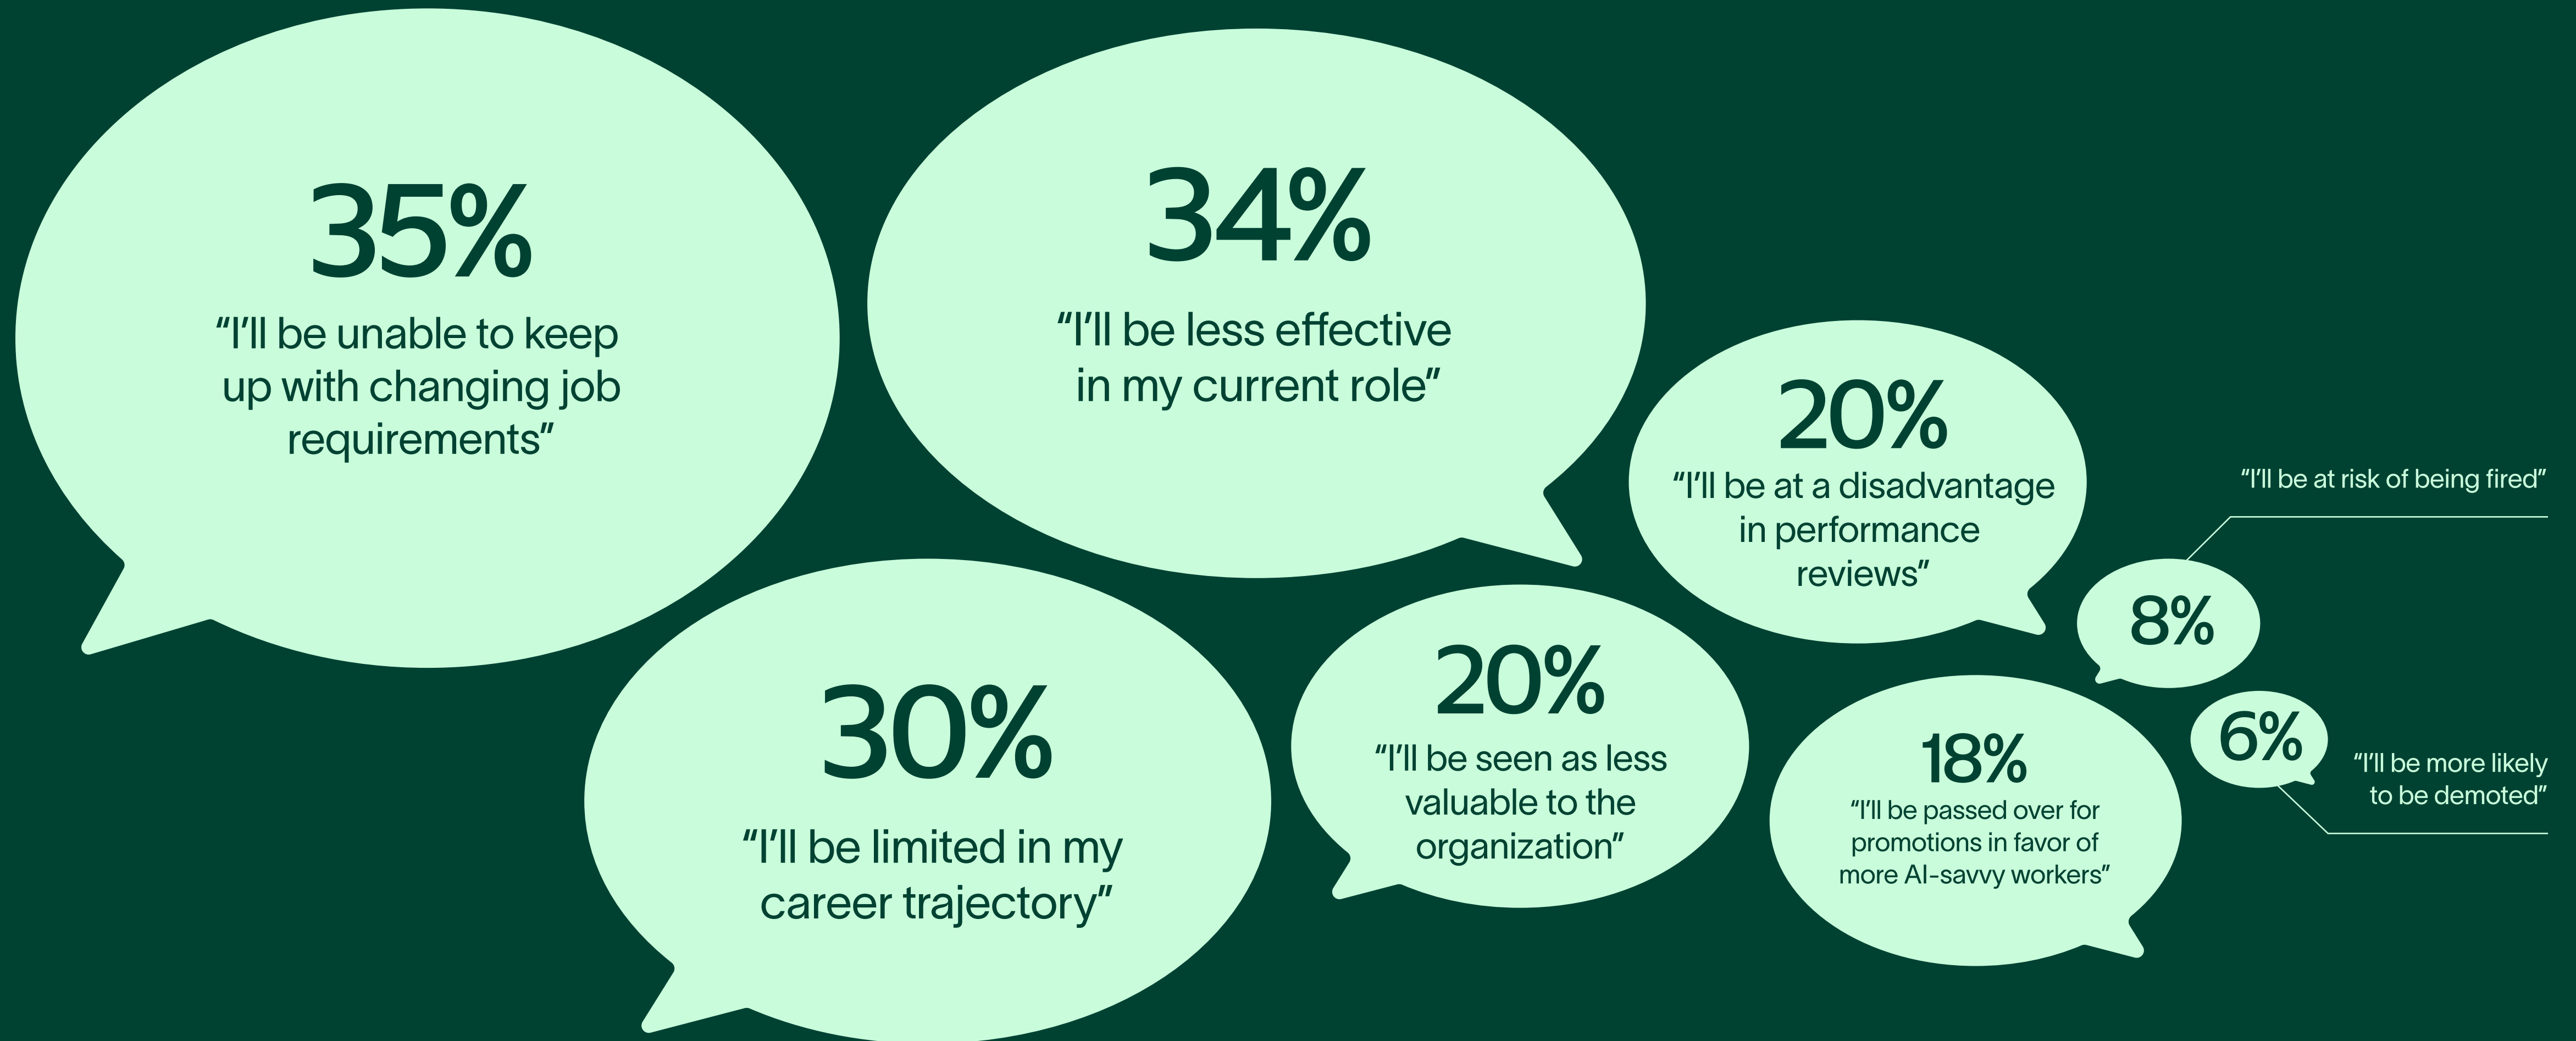 35%
“I’ll be unable to keep
up with changing job
requirements”
34%
“I’ll be less effective
in my current role”
30%
“I’ll be limited in my
career trajectory”
20%
“I’ll be seen as less
valuable to the
organization”
20%
“I’ll be at a disadvantage
in performance
reviews”
18%
“I’ll be passed over for
promotions in favor of
more AI-savvy workers”
“I’ll be at risk of being fired”
8%
6%
“I’ll be more likely
to be demoted”